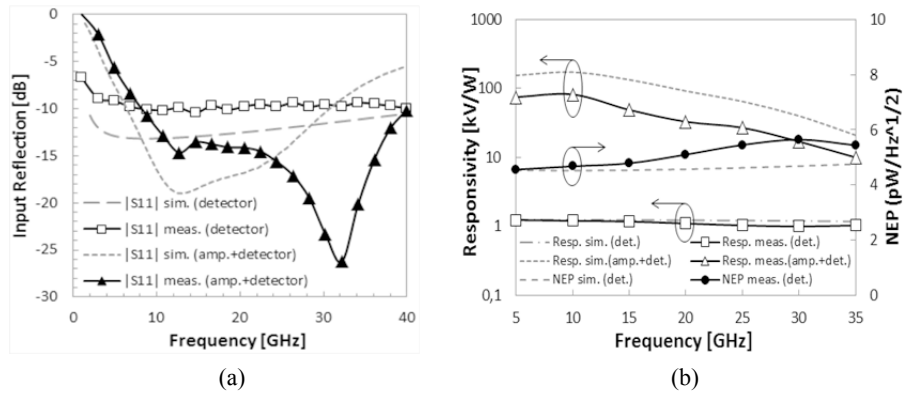 (a)
0
-5
-10
-15
-20
-25
-30
Input Reflection [dB]
|S11| sim. (detector)
|S11| meas. (detector)
|S11| sim. (amp.+detector)
|S11| meas. (amp.+detector)
0 10 20 30 40
Frequency [GHz]
(a)
(b)
1000
100
10
1
0,1
Responsivity [kV/W]
10
8
6
4
2
0
NEP (pW/Hz^1/2)
Resp. sim. (det.)
Resp. meas. (det.)
Resp. sim.(amp.+det.)
Resp. meas.(amp.+det.)
NEP sim. (det.)
NEP meas. (det.)
5 10 15 20 25 30 35
Frequency [GHz]
(b)